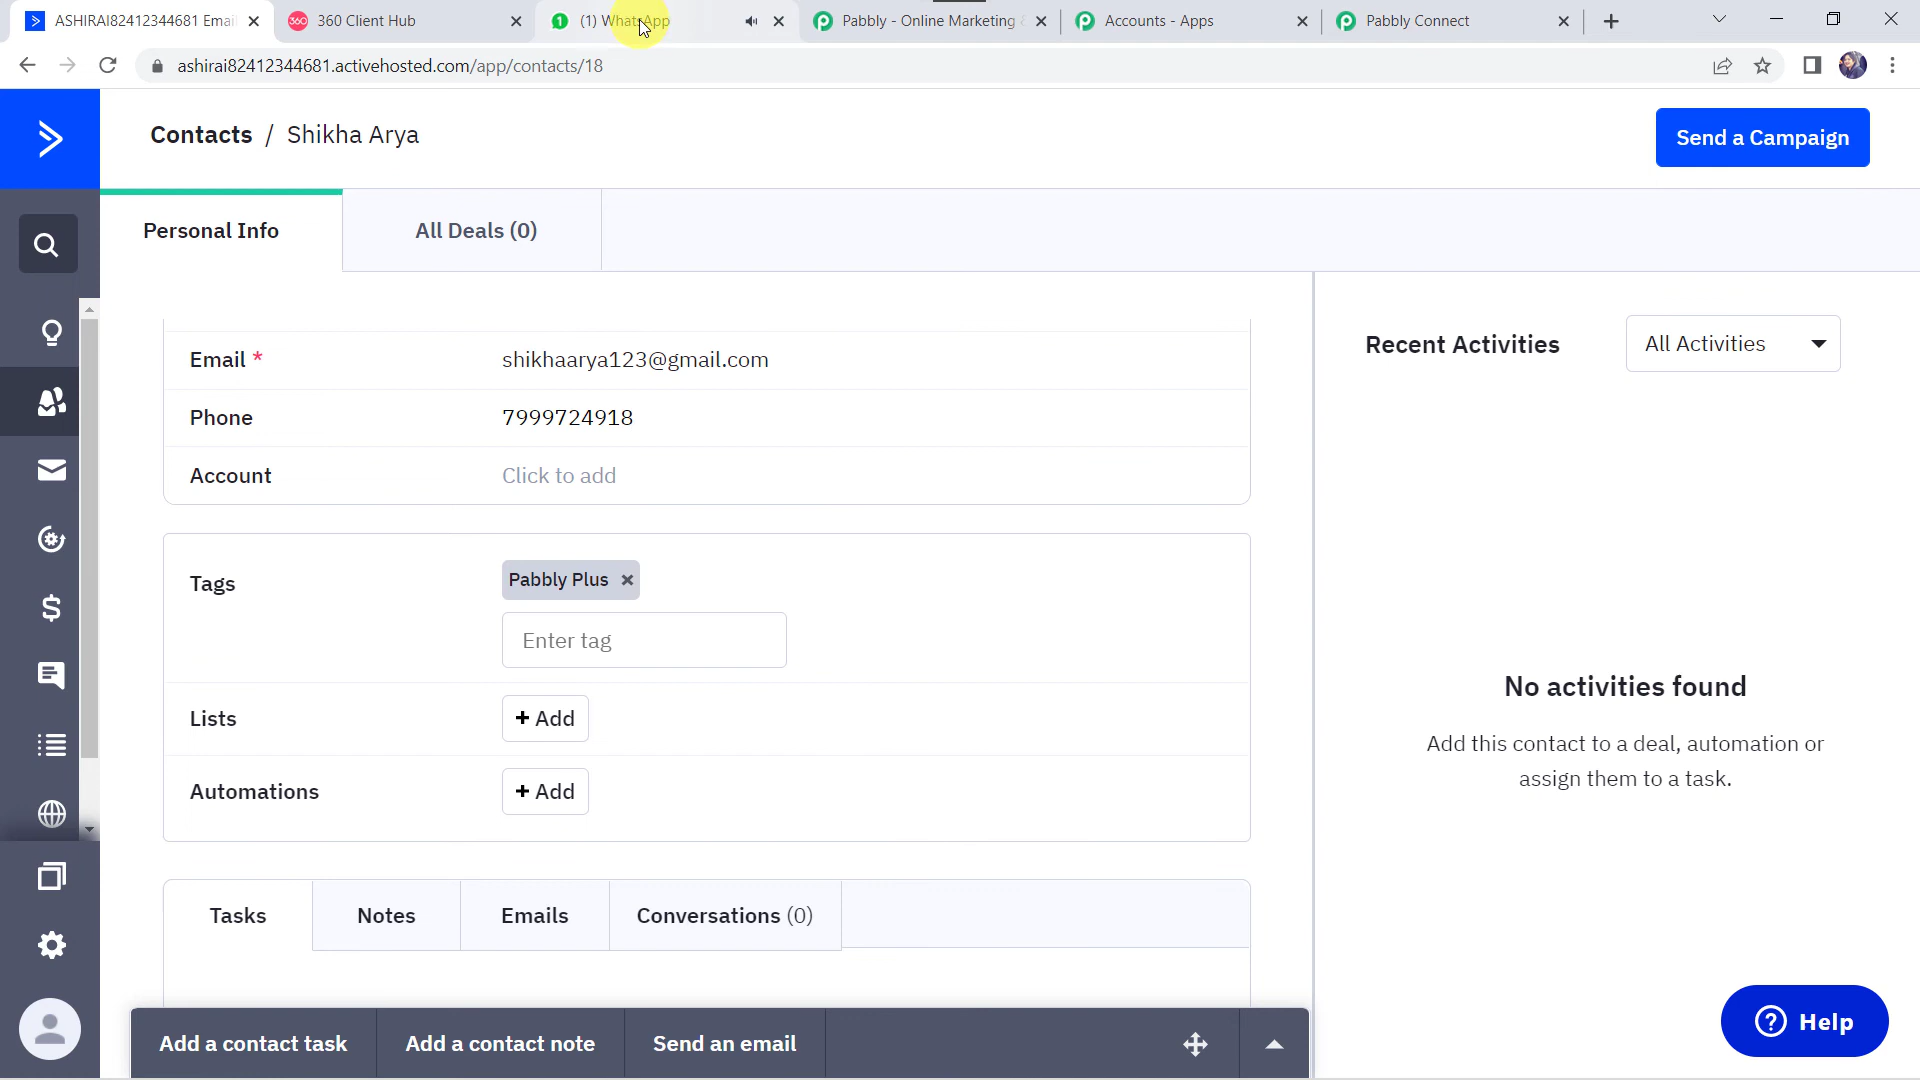 ASHIRAI82412344681 Emai
360 Client Hub
(1) WhatsApp
Pabbly - Online Marketing &
Accounts - Apps
Pabbly Connect
ashirai82412344681.activehosted.com/app/contacts/18
Contacts / Shikha Arya
Send a Campaign
Personal Info
All Deals (0)
Recent Activities
All Activities
Email *
shikhaarya123@gmail.com
Phone
7999724918
Account
Click to add
Tags
Pabbly Plus
Enter tag
Lists
+ Add
Automations
+ Add
No activities found
Add this contact to a deal, automation or
assign them to a task.
Tasks
Notes
Emails
Conversations (0)
Add a contact task
Add a contact note
Send an email
Help